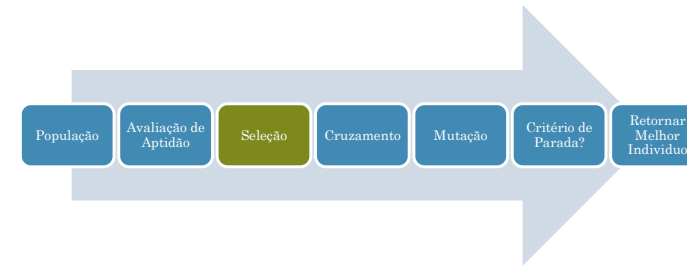 População
Avaliação de
Aptidão
Seleção
Cruzamento
Mutação
Critério de
Parada?
Retornar
Melhor
Individuo